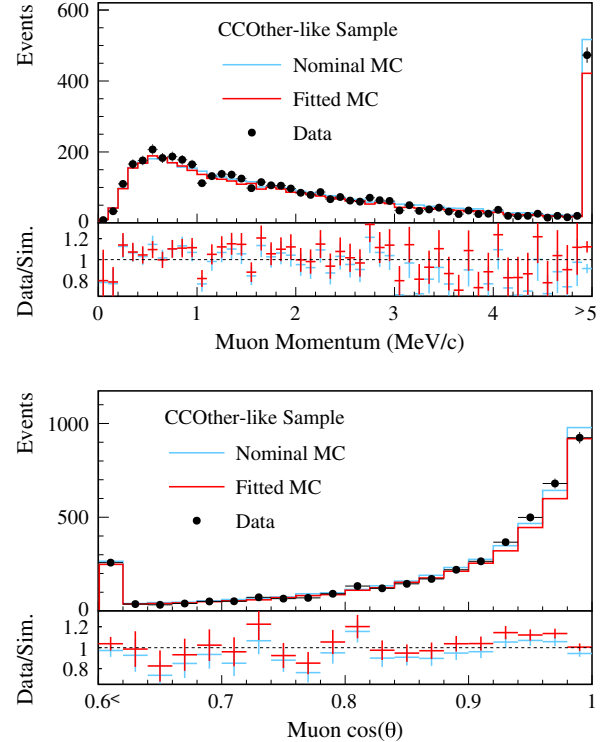 600
400
200
0
Events
CCOther-like Sample
Nominal MC
Fitted MC
Data
1.2
1
0.8
Data/Sim.
0 1 2 3 4 >5
Muon Momentum (MeV/c)
1000
500
0
Events
CCOther-like Sample
Nominal MC
Fitted MC
Data
1.2
1
0.8
Data/Sim.
0.6< 0.7 0.8 0.9 1
Muon cos(θ)